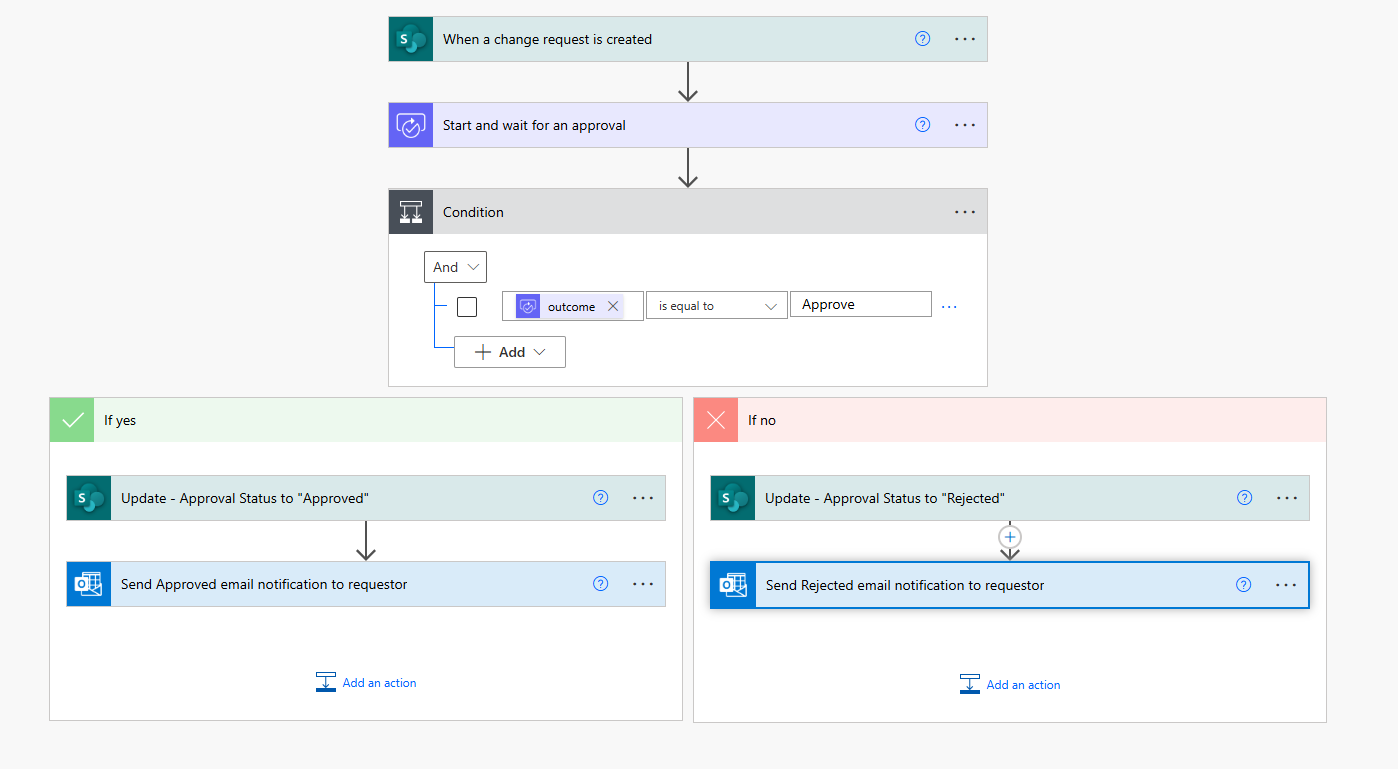 When a change request is created
Start and wait for an approval
Condition
And
outcome is equal to Approve
Add
If yes
If no
Update - Approval Status to "Approved"
Update - Approval Status to "Rejected"
Send Approved email notification to requestor
Send Rejected email notification to requestor
Add an action
Add an action